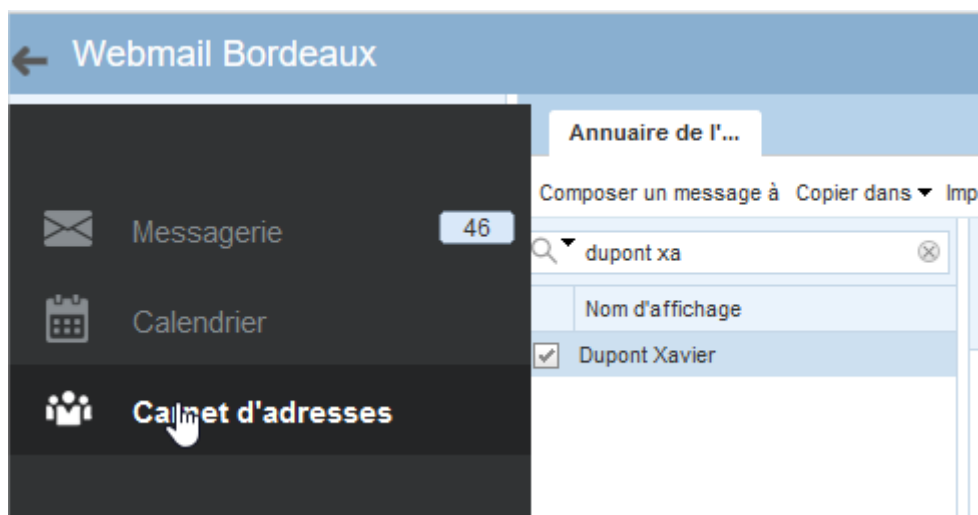 Webmail Bordeaux
Messagerie 46
Calendrier
Carnet d'adresses
Annuaire de l'...
Composer un message à Copier dans Imp
dupont xa
Nom d'affichage
Dupont Xavier